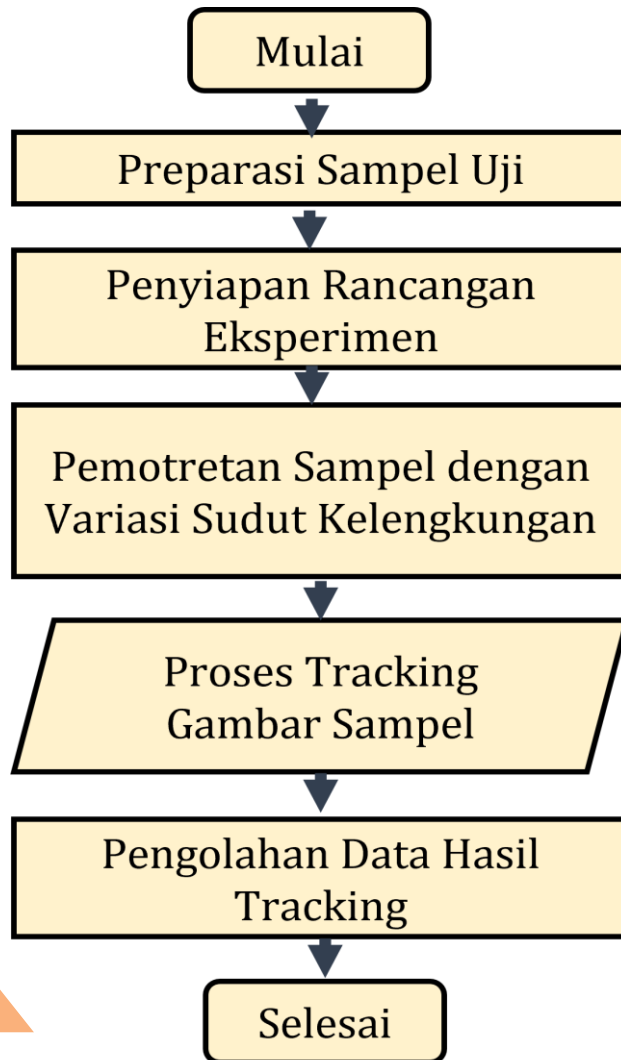 Mulai
Preparasi Sampel Uji
Penyiapan Rancangan
Eksperimen
Pemotretan Sampel dengan
Variasi Sudut Kelengkungan
Proses Tracking
Gambar Sampel
Pengolahan Data Hasil
Tracking
Selesai